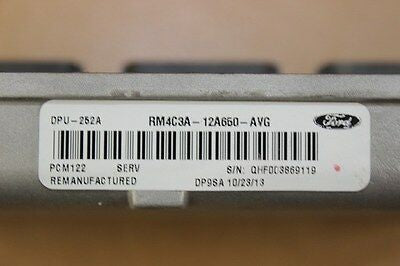 DPU-252A RM4C3A-12A650-AVG Ford
PCM122 SERV S/N: QHF003869119
REMANUFACTURED DP9SA 10/23/13